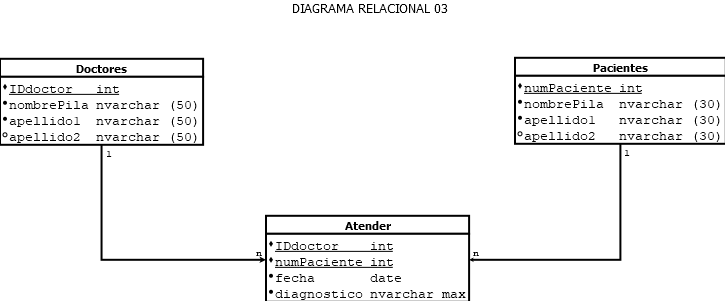 DIAGRAMA RELACIONAL 03
Doctores
IDdoctor int
nombrePila nvarchar (50)
apellido1 nvarchar (50)
apellido2 nvarchar (50)
Pacientes
numPaciente int
nombrePila nvarchar (30)
apellido1 nvarchar (30)
apellido2 nvarchar (30)
1
1
n
n
Atender
IDdoctor int
numPaciente int
fecha date
diagnostico nvarchar max